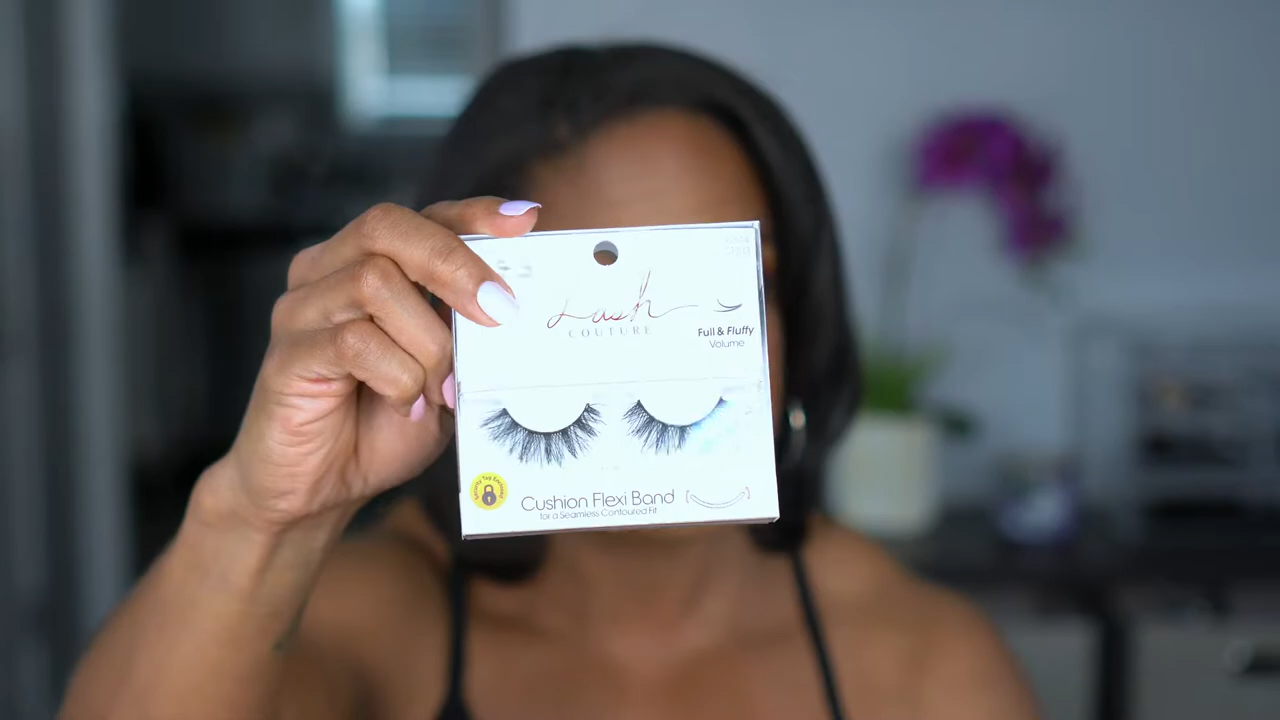 Lash
COUTURE
Full & Fluffy
Volume
Cushion Flexi Band
for a Seamless Contoured Fit